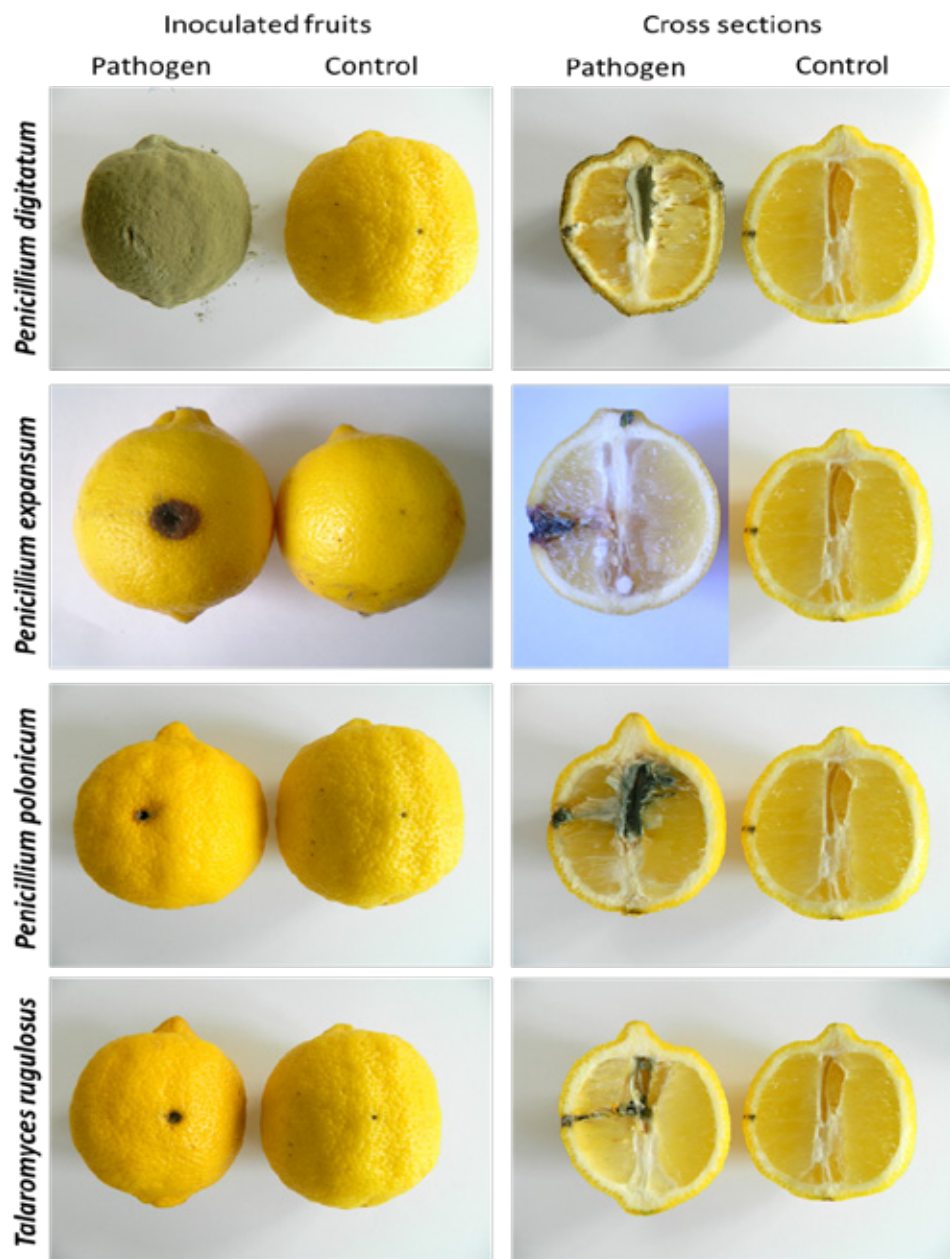 Inoculated fruits
Cross sections
Pathogen
Control
Pathogen
Control
Penicillium digitatum
Penicillium expansum
Penicillium polonicum
Talaromyces rugulosus